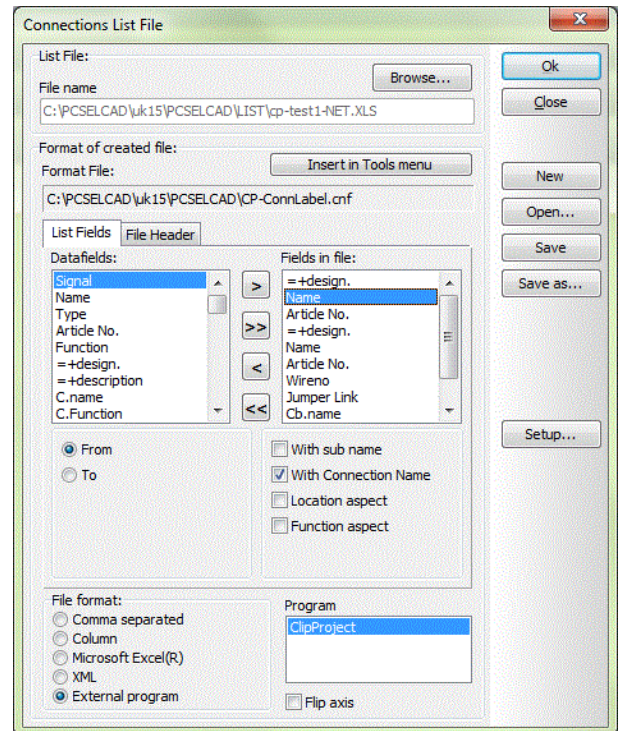 Connections List File
List File:
Browse...
File name
C:\PCSELCAD\uk15\PCSELCAD\LIST\cp-test1-NET.XLS
Format of created file:
Format File:
Insert in Tools menu
C:\PCSELCAD\uk15\PCSELCAD\CP-ConnLabel.cnf
List Fields
File Header
Datafields:
Signal
Name
Type
Article No.
Function
=+design.
=+description
C.name
C.Function
>
>>
<
<<
Fields in file:
=+design.
Name
Article No.
=+design.
Name
Article No.
Wireno
Jumper Link
Cb.name
From
To
With sub name
With Connection Name
Location aspect
Function aspect
File format:
Comma separated
Column
Microsoft Excel(R)
XML
External program
Program
ClipProject
Flip axis
Ok
Close
New
Open...
Save
Save as...
Setup...